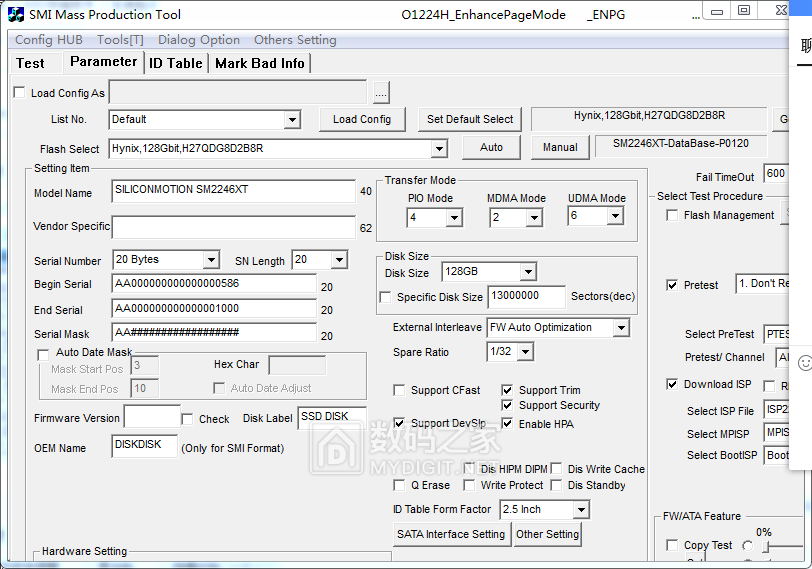 SMI Mass Production Tool O1224H_EnhancePageMode _ENPG ...
Config HUB Tools[T] Dialog Option Others Setting
Test Parameter ID Table Mark Bad Info
Load Config As ....
List No. Default Load Config Set Default Select Hynix,128Gbit,H27QDG8D2B8R
Flash Select Hynix,128Gbit,H27QDG8D2B8R Auto Manual SM2246XT-DataBase-P0120
Fail TimeOut 600
Setting Item
Model Name SILICONMOTION SM2246XT 40
Vendor Specific 62
Serial Number 20 Bytes SN Length 20
Begin Serial AA000000000000000586 20
End Serial AA000000000000001000 20
Serial Mask AA################## 20
Auto Date Mask
Mask Start Pos 3 Hex Char
Mask End Pos 10 Auto Date Adjust
Firmware Version Check Disk Label SSD DISK
OEM Name DISKDISK (Only for SMI Format)
Transfer Mode
PIO Mode MDMA Mode UDMA Mode
4 2 6
Disk Size
Disk Size 128GB
Specific Disk Size 13000000 Sectors(dec)
External Interleave FW Auto Optimization
Spare Ratio 1/32
Support CFast Support Trim
Support Security
Support DevSlp Enable HPA
Dis HIPM DIPM Dis Write Cache
Q Erase Write Protect Dis Standby
ID Table Form Factor 2.5 Inch
SATA Interface Setting Other Setting
Select Test Procedure
Flash Management
Pretest 1. Don't Re
Select PreTest PTES
Pretest/ Channel
Download ISP
Select ISP File ISP2
Select MPISP MPIS
Select BootISP Boot
FW/ATA Feature
0%
Copy Test
Hardware Setting
数码之家
MYDIGIT.NET